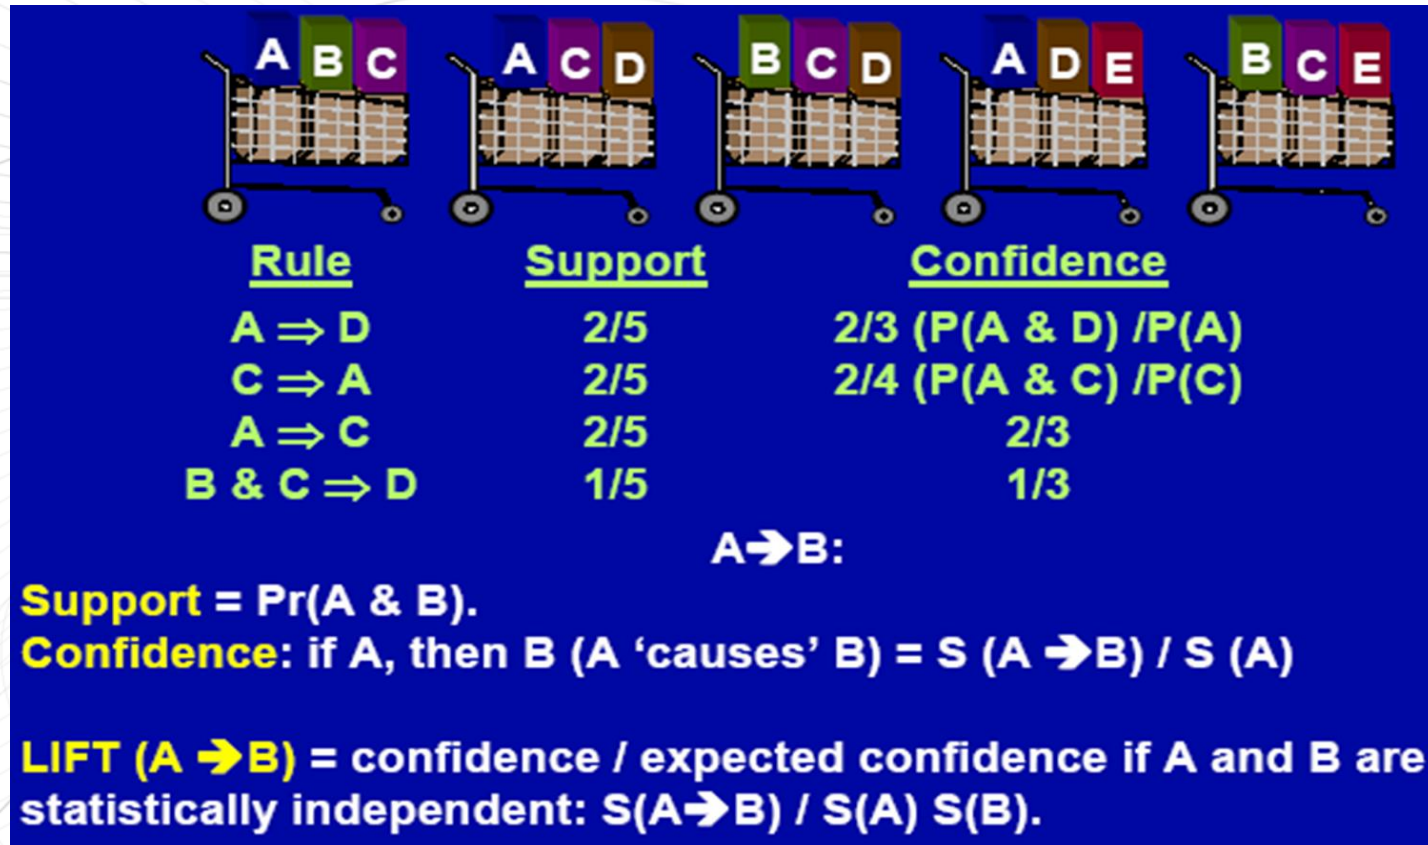 A B C A C D B C D A D E B C E
Rule Support Confidence
A ⇒ D 2/5 2/3 (P(A & D) /P(A)
C ⇒ A 2/5 2/4 (P(A & C) /P(C)
A ⇒ C 2/5 2/3
B & C ⇒ D 1/5 1/3
A➔B:
Support = Pr(A & B).
Confidence: if A, then B (A ‘causes’ B) = S (A ➔B) / S (A)
LIFT (A ➔B) = confidence / expected confidence if A and B are
statistically independent: S(A➔B) / S(A) S(B).